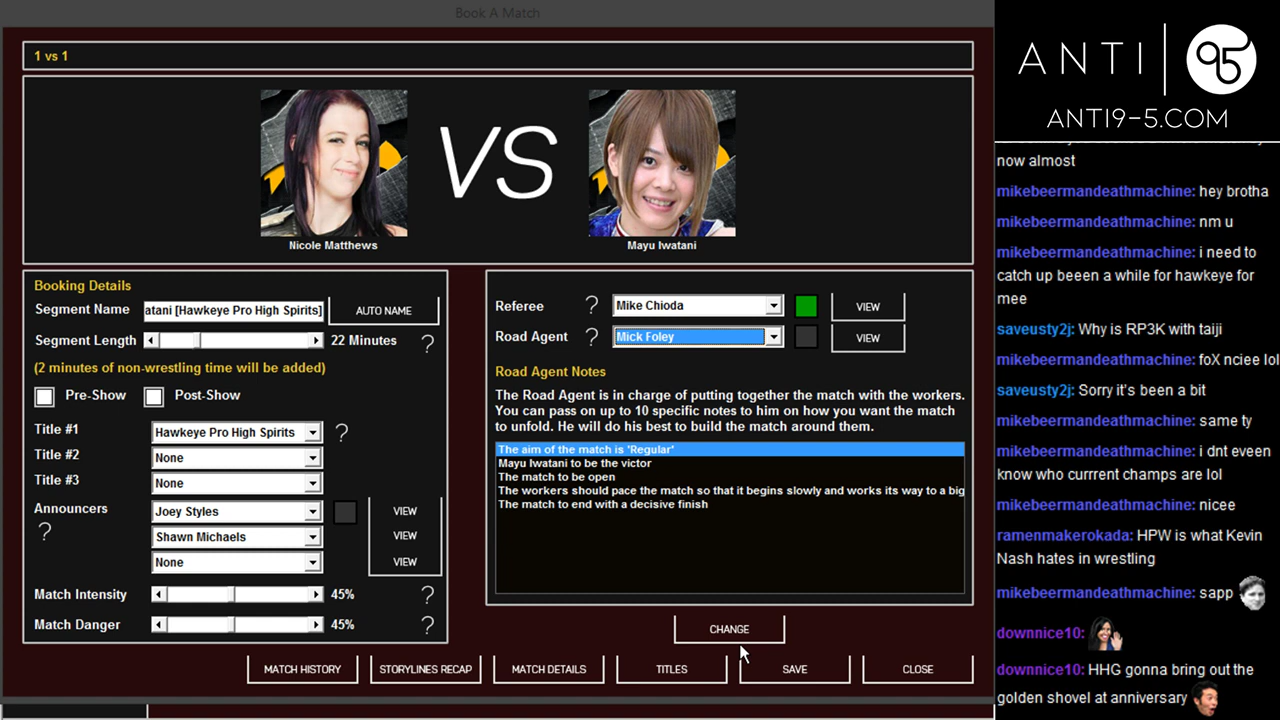 Book A Match
1 vs 1
VS
Nicole Matthews
Mayu Iwatani
Booking Details
Segment Name
atani [Hawkeye Pro High Spirits]
AUTO NAME
Segment Length
22 Minutes
?
(2 minutes of non-wrestling time will be added)
Pre-Show
Post-Show
Title #1
Hawkeye Pro High Spirits
?
Title #2
None
Title #3
None
Announcers
Joey Styles
VIEW
?
Shawn Michaels
VIEW
None
VIEW
Match Intensity
45%
?
Match Danger
45%
?
Referee
?
Mike Chioda
VIEW
Road Agent
?
Mick Foley
VIEW
Road Agent Notes
The Road Agent is in charge of putting together the match with the workers.
You can pass on up to 10 specific notes to him on how you want the match
to unfold. He will do his best to build the match around them.
The aim of the match is 'Regular'
Mayu Iwatani to be the victor
The match to be open
The workers should pace the match so that it begins slowly and works its way to a big
The match to end with a decisive finish
CHANGE
MATCH HISTORY
STORYLINES RECAP
MATCH DETAILS
TITLES
SAVE
CLOSE
ANTI | 95
ANTI9-5.COM
now almost
mikebeermandeathmachine: hey brotha
mikebeermandeathmachine: nm u
mikebeermandeathmachine: i need to
catch up beeen a while for hawkeye for
mee
saveusty2j: Why is RP3K with taiji
mikebeermandeathmachine: foX nciee lol
saveusty2j: Sorry it's been a bit
mikebeermandeathmachine: same ty
mikebeermandeathmachine: i dnt eveen
know who currrent champs are lol
mikebeermandeathmachine: nicee
ramenmakerokada: HPW is what Kevin
Nash hates in wrestling
mikebeermandeathmachine: sapp
downnice10:
downnice10: HHG gonna bring out the
golden shovel at anniversary